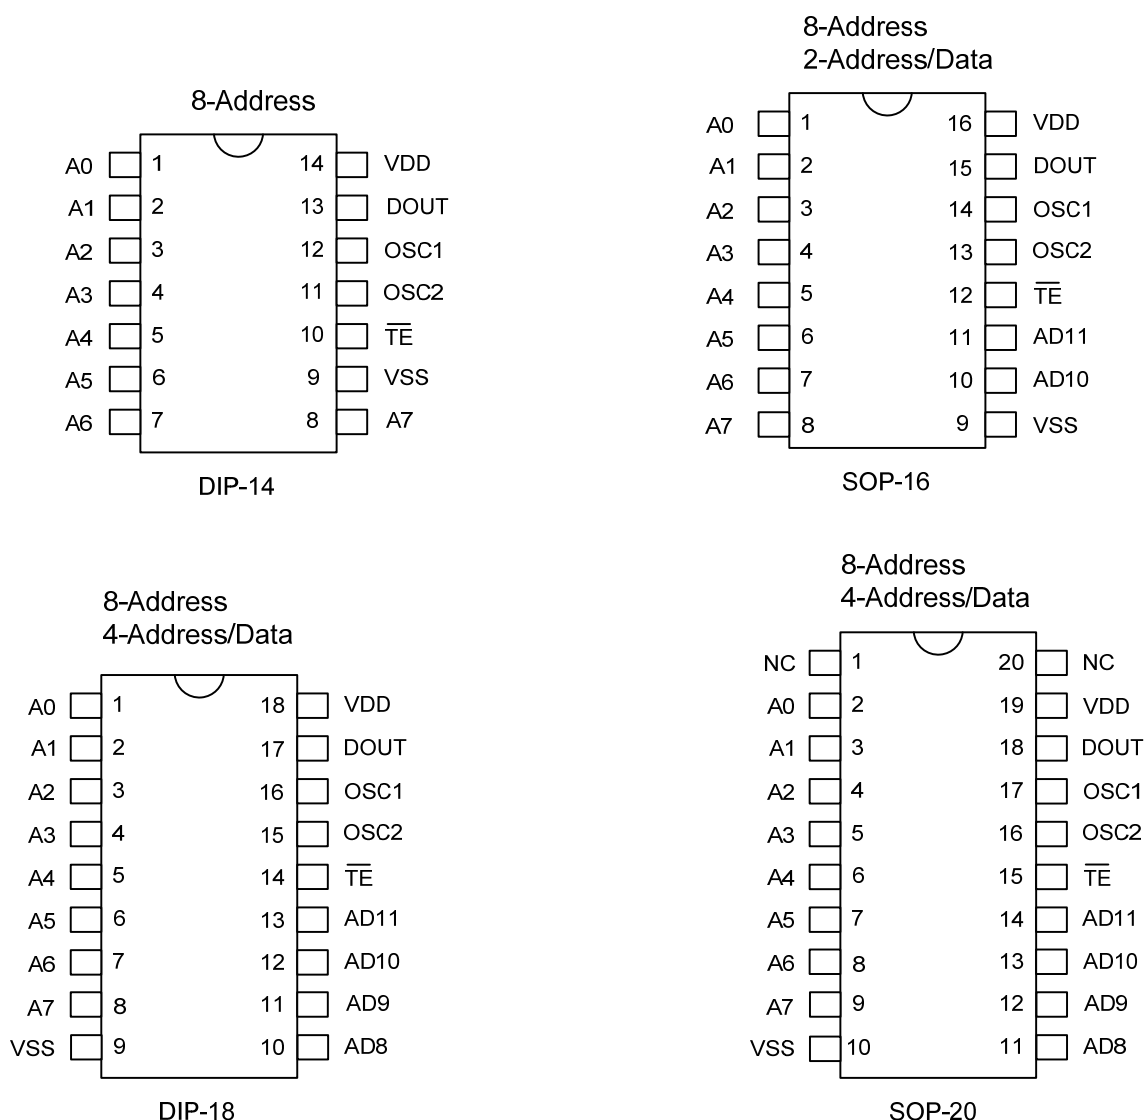 8-Address
A0 1 14 VDD
A1 2 13 DOUT
A2 3 12 OSC1
A3 4 11 OSC2
A4 5 10 T̅E̅
A5 6 9 VSS
A6 7 8 A7
DIP-14
8-Address
2-Address/Data
A0 1 16 VDD
A1 2 15 DOUT
A2 3 14 OSC1
A3 4 13 OSC2
A4 5 12 T̅E̅
A5 6 11 AD11
A6 7 10 AD10
A7 8 9 VSS
SOP-16
8-Address
4-Address/Data
A0 1 18 VDD
A1 2 17 DOUT
A2 3 16 OSC1
A3 4 15 OSC2
A4 5 14 T̅E̅
A5 6 13 AD11
A6 7 12 AD10
A7 8 11 AD9
VSS 9 10 AD8
DIP-18
8-Address
4-Address/Data
NC 1 20 NC
A0 2 19 VDD
A1 3 18 DOUT
A2 4 17 OSC1
A3 5 16 OSC2
A4 6 15 T̅E̅
A5 7 14 AD11
A6 8 13 AD10
A7 9 12 AD9
VSS 10 11 AD8
SOP-20